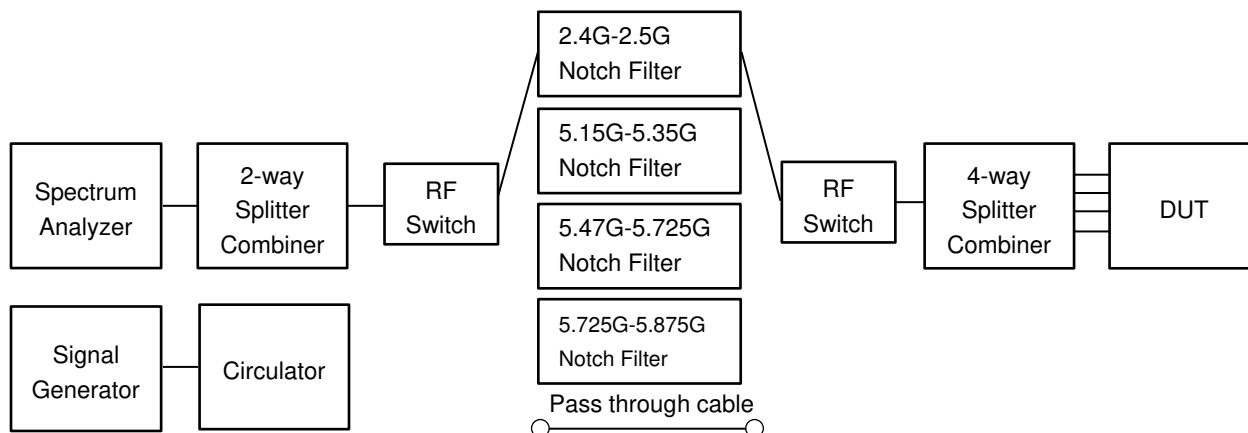 2.4G-2.5G
Notch Filter
5.15G-5.35G
Notch Filter
Spectrum
Analyzer
2-way
Splitter
Combiner
RF
Switch
RF
Switch
4-way
Splitter
Combiner
DUT
5.47G-5.725G
Notch Filter
Signal
Generator
Circulator
5.725G-5.875G
Notch Filter
Pass through cable